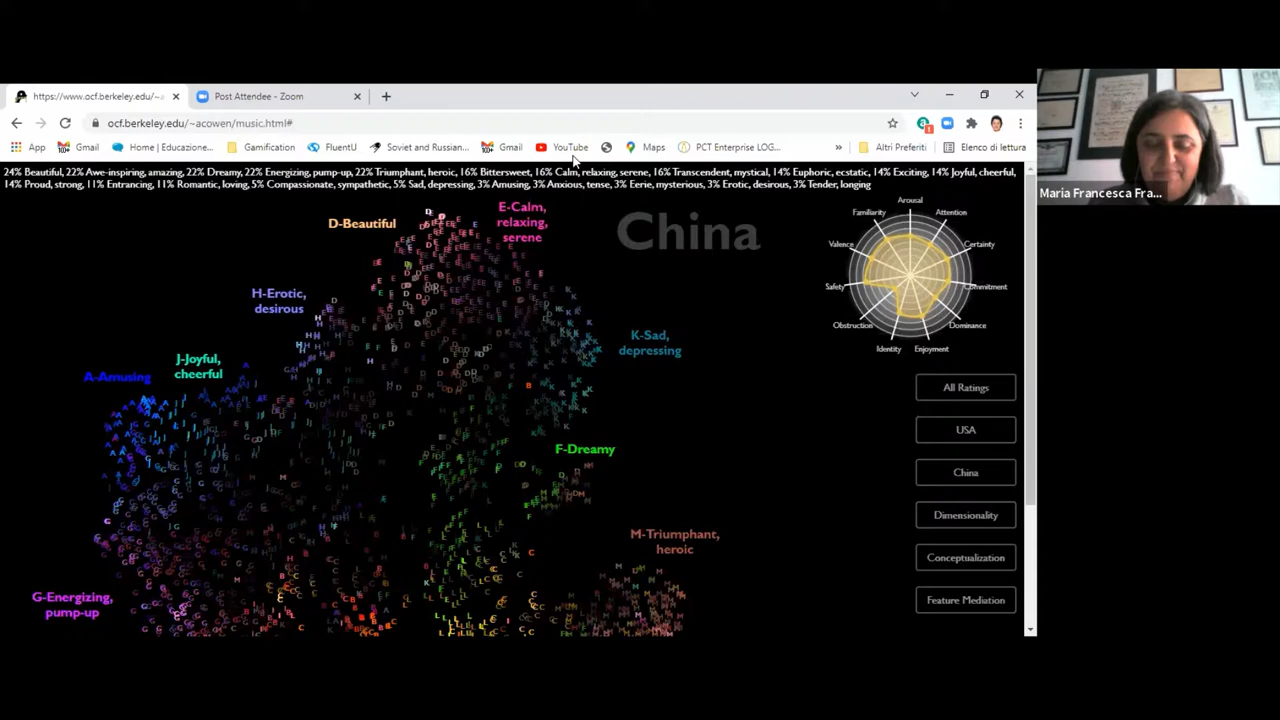 https://www.ocf.berkeley.edu/~a
Post Attendee - Zoom
ocf.berkeley.edu/~acowen/music.html#
App
Gmail
Home | Educazione...
Gamification
FluentU
Soviet and Russian...
Gmail
YouTube
Maps
PCT Enterprise LOG...
»
Altri Preferiti
Elenco di lettura
Maria Francesca Fra...
24% Beautiful, 22% Awe-inspiring, amazing, 22% Dreamy, 22% Energizing, pump-up, 22% Triumphant, heroic, 16% Bittersweet, 16% Calm, relaxing, serene, 16% Transcendent, mystical, 14% Euphoric, ecstatic, 14% Exciting, 14% Joyful, cheerful,
14% Proud, strong, 11% Entrancing, 11% Romantic, loving, 5% Compassionate, sympathetic, 5% Sad, depressing, 3% Amusing, 3% Anxious, tense, 3% Eerie, mysterious, 3% Erotic, desirous, 3% Tender, longing
China
D-Beautiful
E-Calm,
relaxing,
serene
H-Erotic,
desirous
K-Sad,
depressing
J-Joyful,
cheerful
A-Amusing
F-Dreamy
M-Triumphant,
heroic
G-Energizing,
pump-up
Arousal
Familiarity
Attention
Valence
Certainty
Safety
Commitment
Obstruction
Dominance
Identity
Enjoyment
All Ratings
USA
China
Dimensionality
Conceptualization
Feature Mediation